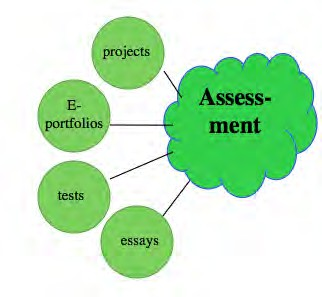 projects
Assess-
ment
E-
portfolios
tests
essays